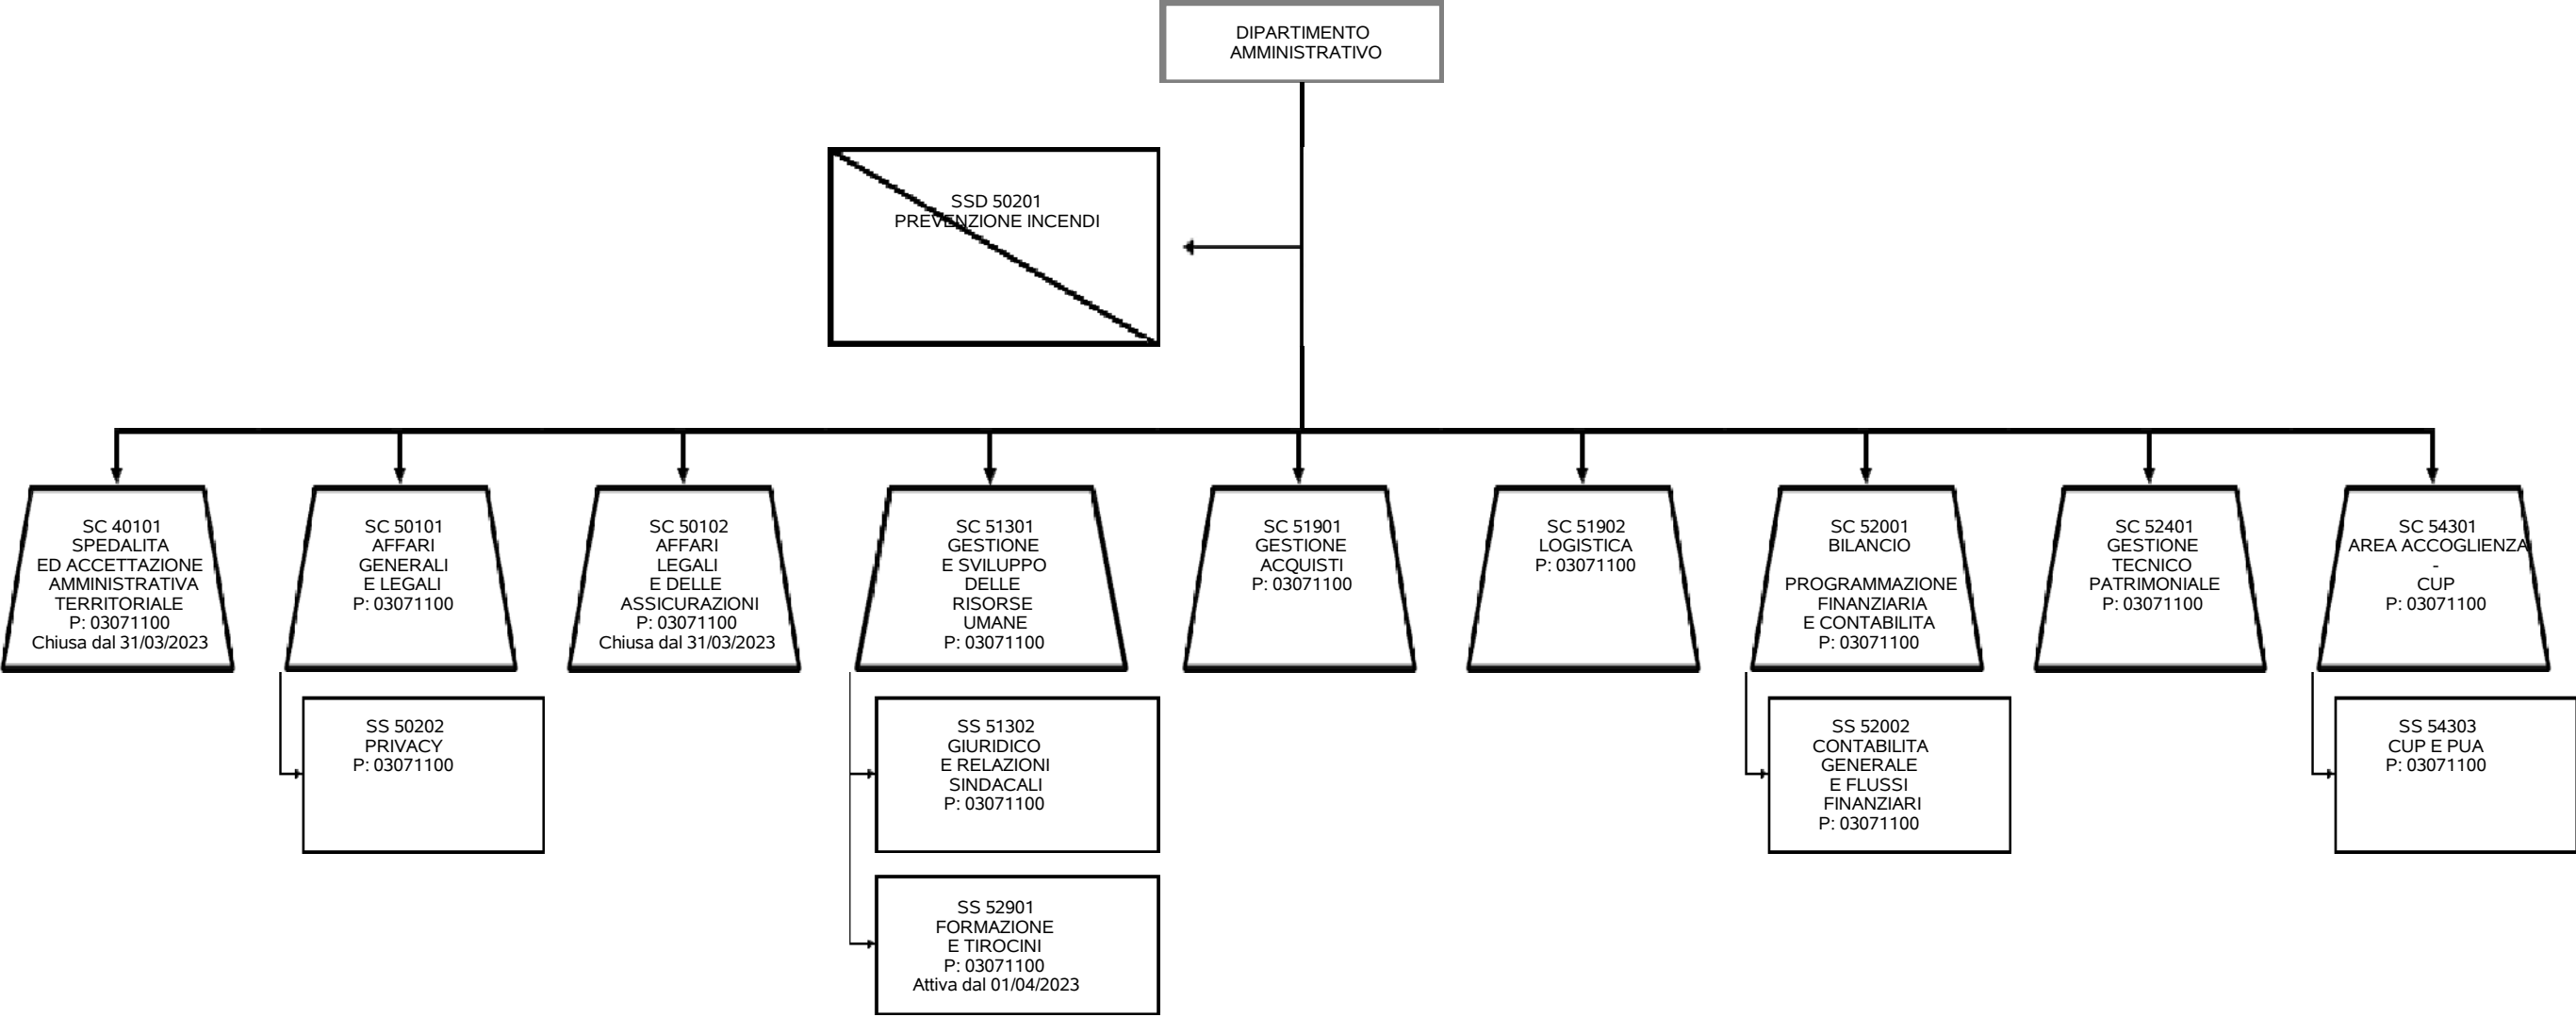 DIPARTIMENTO
AMMINISTRATIVO
SSD 50201
PREVENZIONE INCENDI
SC 40101
SPEDALITA
ED ACCETTAZIONE
AMMINISTRATIVA
TERRITORIALE
P: 03071100
Chiusa dal 31/03/2023
SC 50101
AFFARI
GENERALI
E LEGALI
P: 03071100
SC 50102
AFFARI
LEGALI
E DELLE
ASSICURAZIONI
P: 03071100
Chiusa dal 31/03/2023
SC 51301
GESTIONE
E SVILUPPO
DELLE
RISORSE
UMANE
P: 03071100
SC 51901
GESTIONE
ACQUISTI
P: 03071100
SC 51902
LOGISTICA
P: 03071100
SC 52001
BILANCIO
PROGRAMMAZIONE
FINANZIARIA
E CONTABILITA
P: 03071100
SC 52401
GESTIONE
TECNICO
PATRIMONIALE
P: 03071100
SC 54301
AREA ACCOGLIENZA
-
CUP
P: 03071100
SS 50202
PRIVACY
P: 03071100
SS 51302
GIURIDICO
E RELAZIONI
SINDACALI
P: 03071100
SS 52002
CONTABILITA
GENERALE
E FLUSSI
FINANZIARI
P: 03071100
SS 54303
CUP E PUA
P: 03071100
SS 52901
FORMAZIONE
E TIROCINI
P: 03071100
Attiva dal 01/04/2023